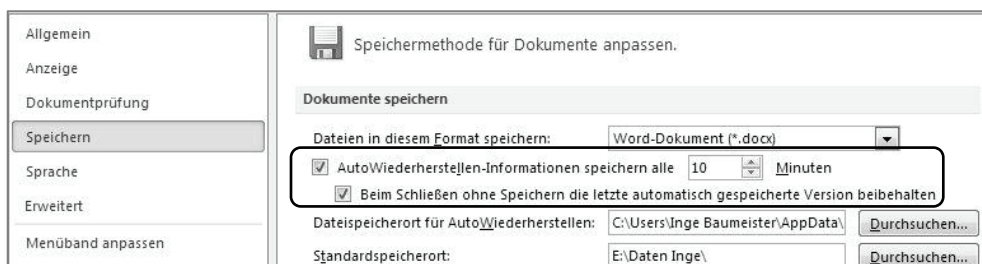 Allgemein
Anzeige
Dokumentprüfung
Speichern
Sprache
Erweitert
Menüband anpassen
Speichermethode für Dokumente anpassen.
Dokumente speichern
Dateien in diesem Format speichern: Word-Dokument (*.docx)
AutoWiederherstellen-Informationen speichern alle 10 Minuten
Beim Schließen ohne Speichern die letzte automatisch gespeicherte Version beibehalten
Dateispeicherort für AutoWiederherstellen: C:\Users\Inge Baumeister\AppData\ Durchsuchen...
Standardspeicherort: E:\Daten Inge\ Durchsuchen...